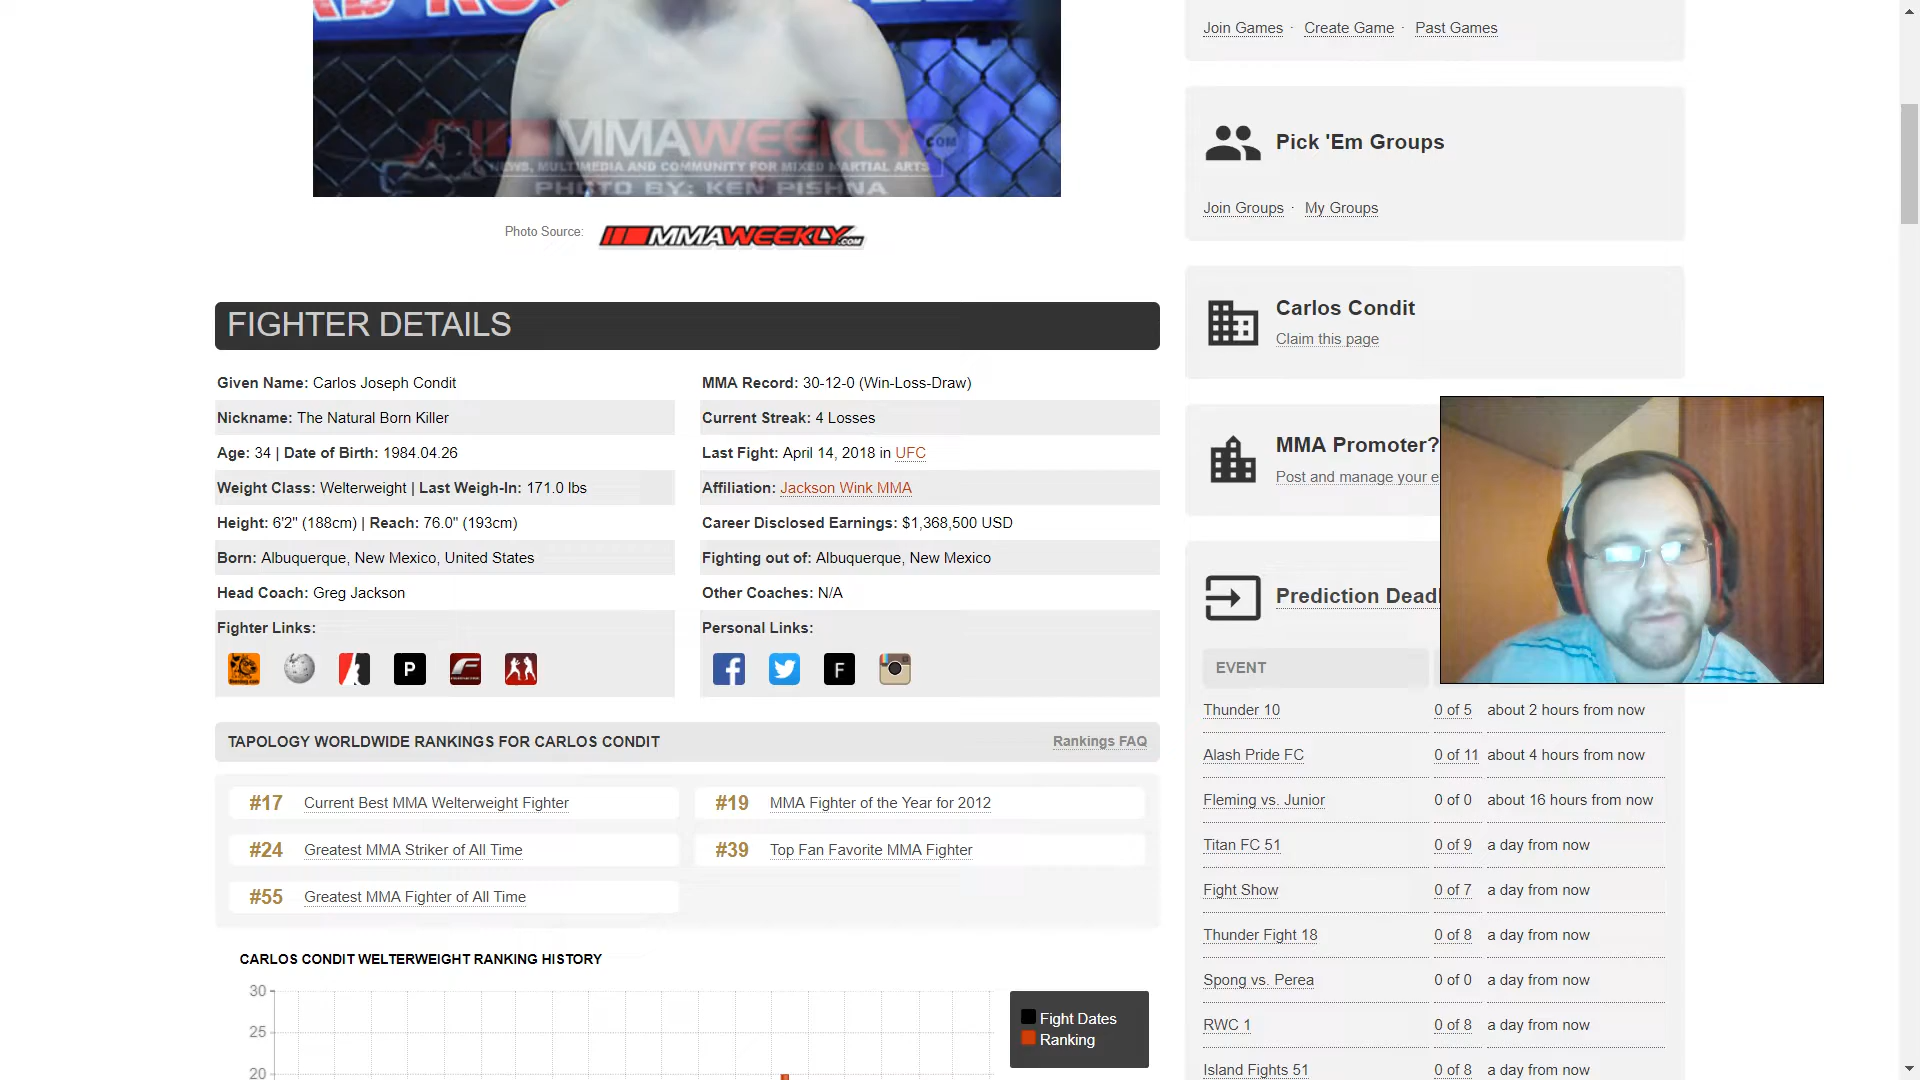 MMAWEEKLY.COM
NEWS, MULTIMEDIA AND COMMUNITY FOR MIXED MARTIAL ARTS
PHOTO BY: KEN PISHNA
Photo Source: MMAWEEKLY.COM
FIGHTER DETAILS
Given Name: Carlos Joseph Condit
Nickname: The Natural Born Killer
Age: 34 | Date of Birth: 1984.04.26
Weight Class: Welterweight | Last Weigh-In: 171.0 lbs
Height: 6'2" (188cm) | Reach: 76.0" (193cm)
Born: Albuquerque, New Mexico, United States
Head Coach: Greg Jackson
Fighter Links:
P
MMA Record: 30-12-0 (Win-Loss-Draw)
Current Streak: 4 Losses
Last Fight: April 14, 2018 in UFC
Affiliation: Jackson Wink MMA
Career Disclosed Earnings: $1,368,500 USD
Fighting out of: Albuquerque, New Mexico
Other Coaches: N/A
Personal Links:
F
TAPOLOGY WORLDWIDE RANKINGS FOR CARLOS CONDIT
Rankings FAQ
#17 Current Best MMA Welterweight Fighter
#19 MMA Fighter of the Year for 2012
#24 Greatest MMA Striker of All Time
#39 Top Fan Favorite MMA Fighter
#55 Greatest MMA Fighter of All Time
CARLOS CONDIT WELTERWEIGHT RANKING HISTORY
30
25
20
Fight Dates
Ranking
Join Games · Create Game · Past Games
Pick 'Em Groups
Join Groups · My Groups
Carlos Condit
Claim this page
MMA Promoter?
Post and manage your e
Prediction Deadl
EVENT
Thunder 10 0 of 5 about 2 hours from now
Alash Pride FC 0 of 11 about 4 hours from now
Fleming vs. Junior 0 of 0 about 16 hours from now
Titan FC 51 0 of 9 a day from now
Fight Show 0 of 7 a day from now
Thunder Fight 18 0 of 8 a day from now
Spong vs. Perea 0 of 0 a day from now
RWC 1 0 of 8 a day from now
Island Fights 51 0 of 8 a day from now